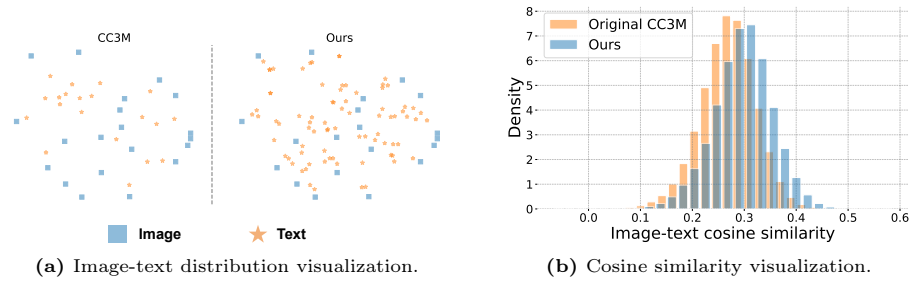 CC3M
Ours
Image
Text
(a) Image-text distribution visualization.
8
7
6
5
4
3
2
1
0
Density
Original CC3M
Ours
0.0 0.1 0.2 0.3 0.4 0.5 0.6
Image-text cosine similarity
(b) Cosine similarity visualization.